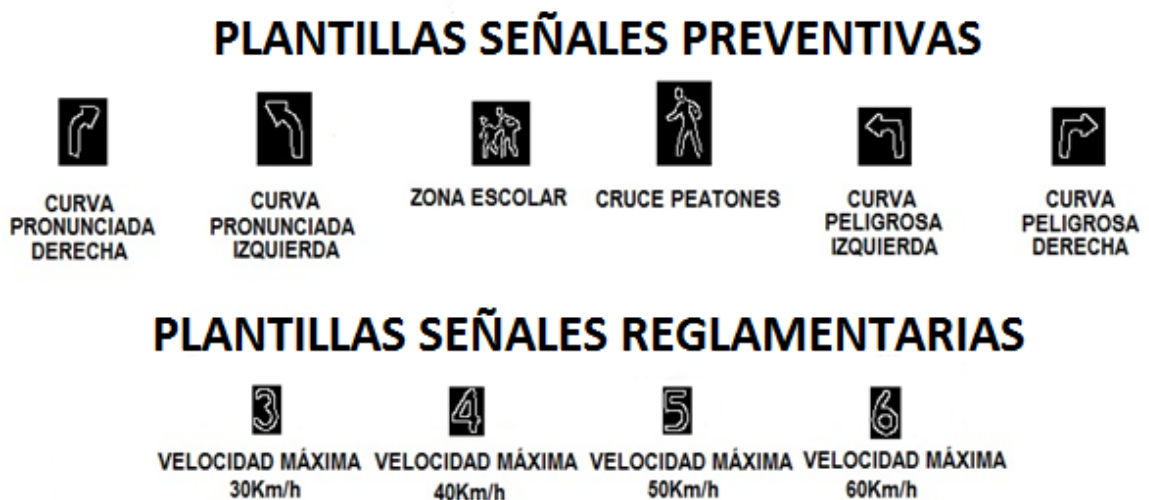 PLANTILLAS SEÑALES PREVENTIVAS
CURVA
PRONUNCIADA
DERECHA
CURVA
PRONUNCIADA
IZQUIERDA
ZONA ESCOLAR
CRUCE PEATONES
CURVA
PELIGROSA
IZQUIERDA
CURVA
PELIGROSA
DERECHA
PLANTILLAS SEÑALES REGLAMENTARIAS
3
4
5
6
VELOCIDAD MÁXIMA
30Km/h
VELOCIDAD MÁXIMA
40Km/h
VELOCIDAD MÁXIMA
50Km/h
VELOCIDAD MÁXIMA
60Km/h